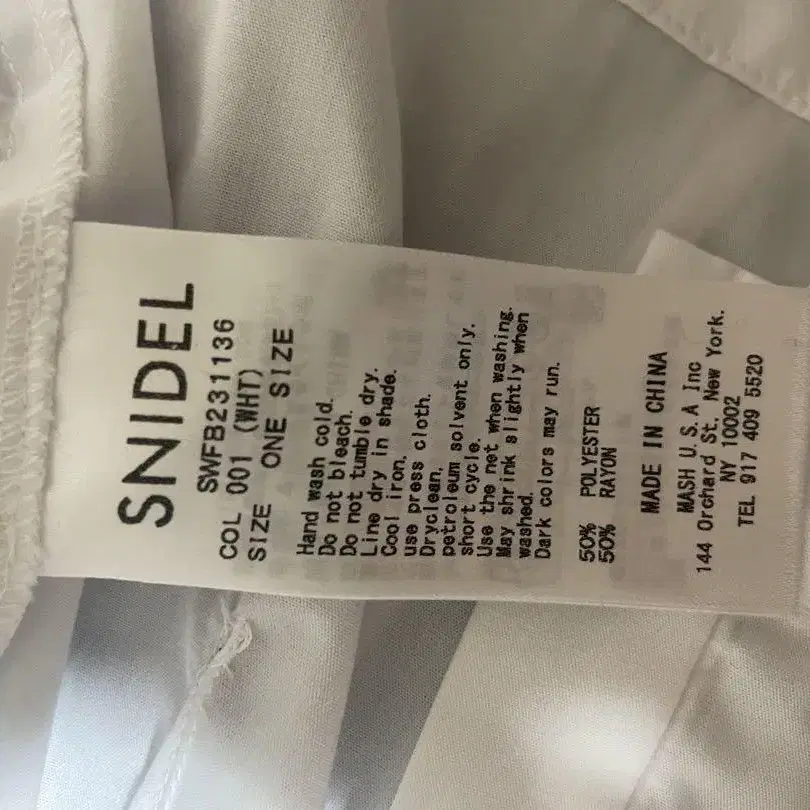 SNIDEL
SWFB231136
COL 001 (WHT)
SIZE ONE SIZE
Hand wash cold.
Do not bleach.
Do not tumble dry.
Line dry in shade.
Cool iron.
use press cloth.
Dryclean.
petroleum solvent only.
short cycle.
Use the net when washing.
May shrink slightly when
washed.
Dark colors may run.
50% POLYESTER
50% RAYON
MADE IN CHINA
MASH U.S.A Inc
144 Orchard St. New York.
NY 10002
TEL 917 409 5520